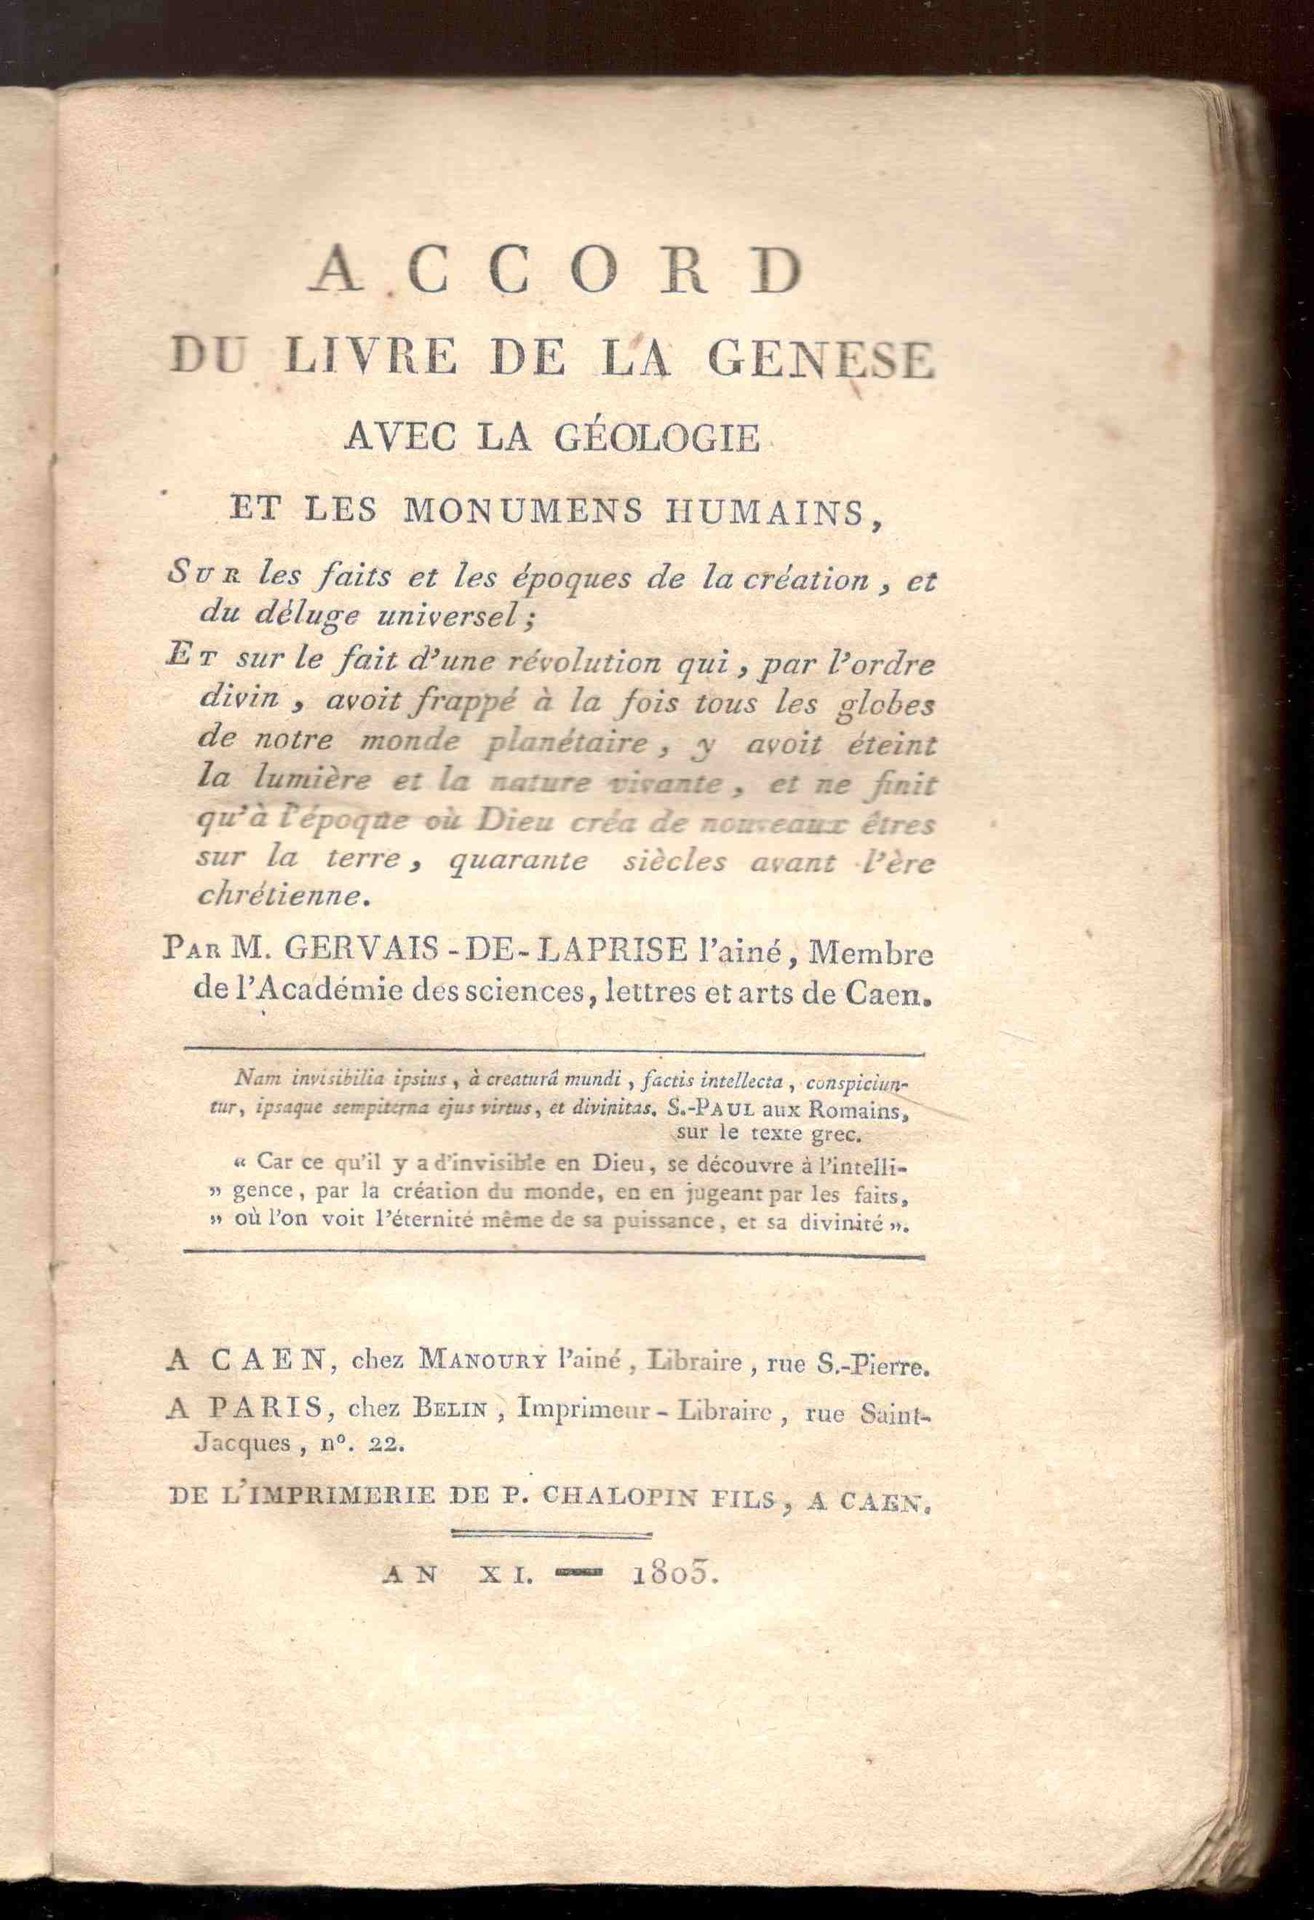 ACCORD
DU LIVRE DE LA GENESE
AVEC LA GÉOLOGIE
ET LES MONUMENS HUMAINS,
SUR les faits et les époques de la création, et
du déluge universel;
ET sur le fait d'une révolution qui, par l'ordre
divin, avoit frappé à la fois tous les globes
de notre monde planétaire, y avoit éteint
la lumière et la nature vivante, et ne finit
qu'à l'époque où Dieu créa de nouveaux êtres
sur la terre, quarante siècles avant l'ère
chrétienne.
PAR M. GERVAIS-DE-LAPRISE l'ainé, Membre
de l'Académie des sciences, lettres et arts de Caen.
Nam invisibilia ipsius, à creaturâ mundi, factis intellecta, conspiciun-
tur, ipsaque sempiterna ejus virtus, et divinitas. S.-PAUL aux Romains,
sur le texte grec.
« Car ce qu'il y a d'invisible en Dieu, se découvre à l'intelli-
» gence, par la création du monde, en en jugeant par les faits,
» où l'on voit l'éternité même de sa puissance, et sa divinité ».
A CAEN, chez MANOURY l'ainé, Libraire, rue S.-Pierre.
A PARIS, chez BELIN, Imprimeur-Libraire, rue Saint-
Jacques, nº. 22.
DE L'IMPRIMERIE DE P. CHALOPIN FILS, A CAEN.
AN XI. — 1803.